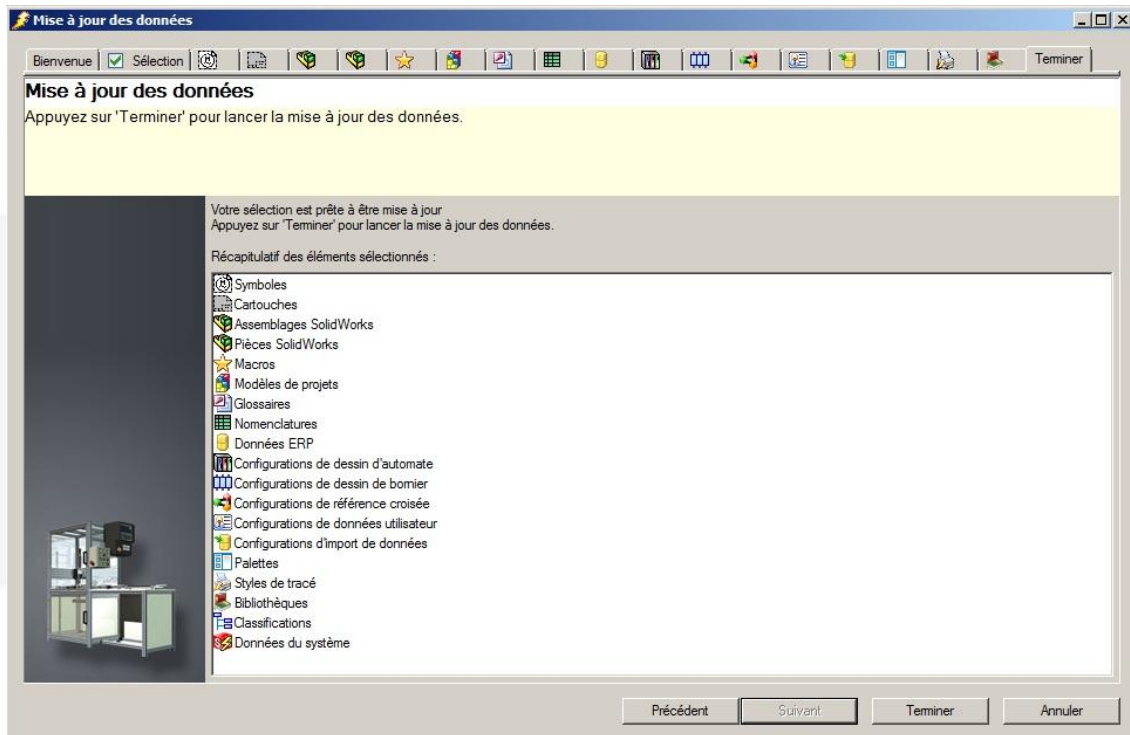 Mise à jour des données
Bienvenue Sélection Terminer
Mise à jour des données
Appuyez sur 'Terminer' pour lancer la mise à jour des données.
Votre sélection est prête à être mise à jour
Appuyez sur 'Terminer' pour lancer la mise à jour des données.
Récapitulatif des éléments sélectionnés :
Symboles
Cartouches
Assemblages SolidWorks
Pièces SolidWorks
Macros
Modèles de projets
Glossaires
Nomenclatures
Données ERP
Configurations de dessin d'automate
Configurations de dessin de bornier
Configurations de référence croisée
Configurations de données utilisateur
Configurations d'import de données
Palettes
Styles de tracé
Bibliothèques
Classifications
Données du système
Précédent Suivant Terminer Annuler